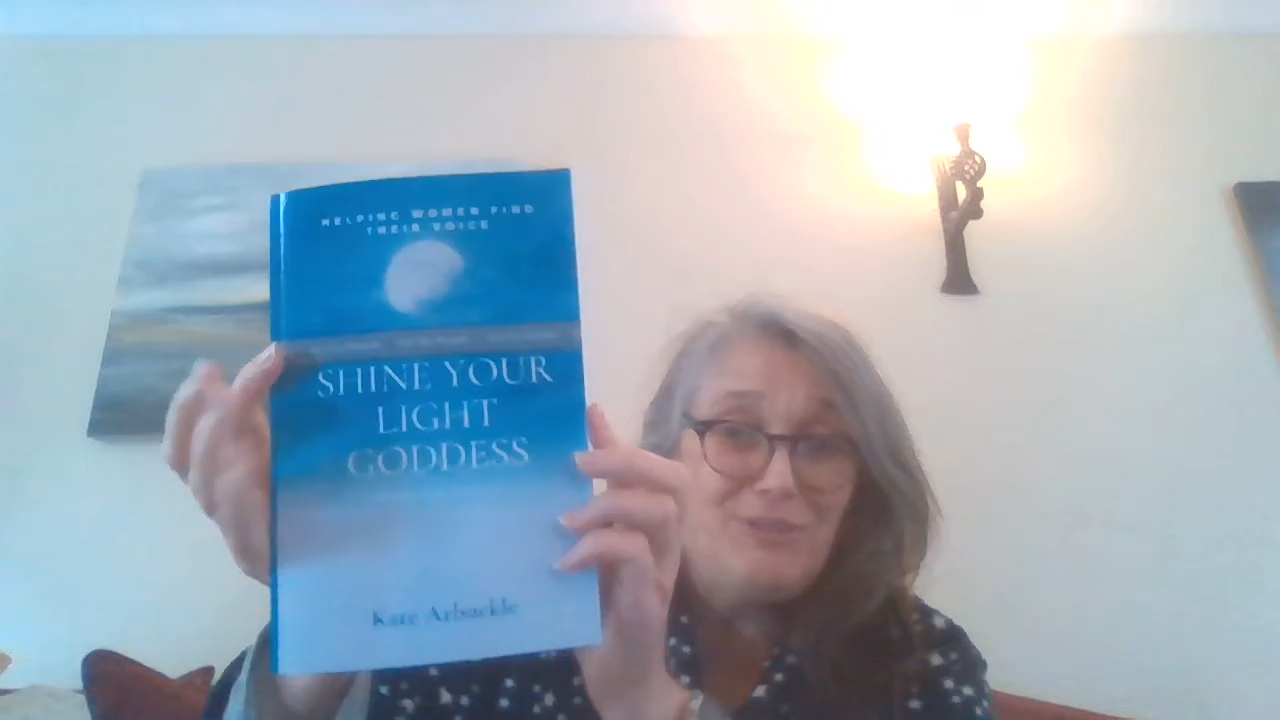 HELPING WOMEN FIND
THEIR VOICE
SHINE YOUR
LIGHT
GODDESS
Kate Arbuckle